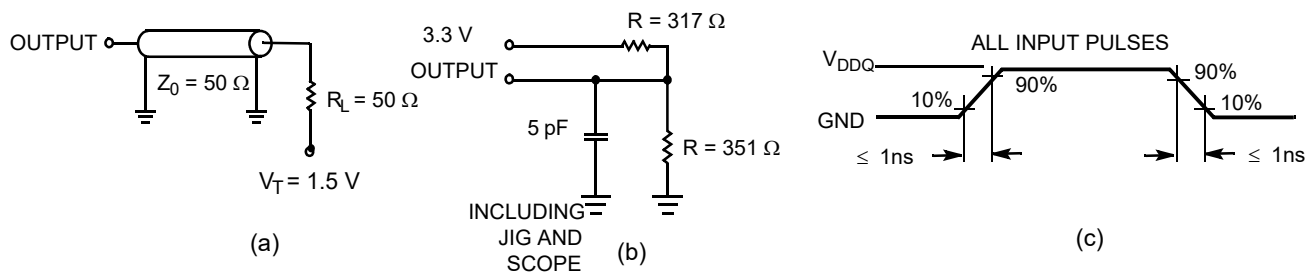 OUTPUT
Z0 = 50 Ω
RL = 50 Ω
VT = 1.5 V
(a)
R = 317 Ω
3.3 V
OUTPUT
5 pF
R = 351 Ω
INCLUDING
JIG AND
SCOPE
(b)
ALL INPUT PULSES
VDDQ
90%
90%
10%
10%
GND
≤ 1ns
≤ 1ns
(c)